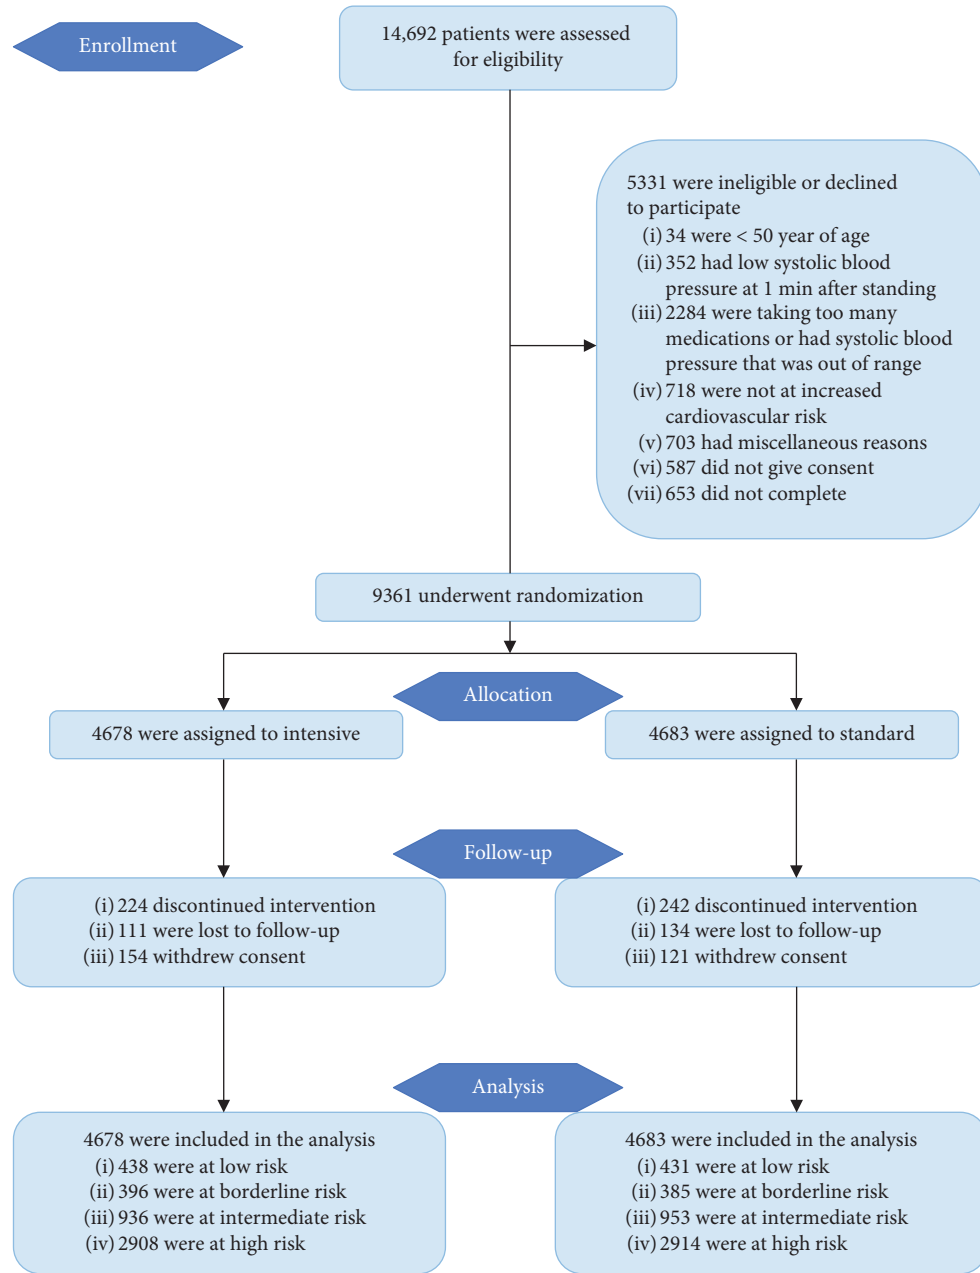 Enrollment
14,692 patients were assessed
for eligibility
5331 were ineligible or declined
to participate
(i) 34 were < 50 year of age
(ii) 352 had low systolic blood
pressure at 1 min after standing
(iii) 2284 were taking too many
medications or had systolic blood
pressure that was out of range
(iv) 718 were not at increased
cardiovascular risk
(v) 703 had miscellaneous reasons
(vi) 587 did not give consent
(vii) 653 did not complete
9361 underwent randomization
Allocation
4678 were assigned to intensive
4683 were assigned to standard
Follow-up
(i) 224 discontinued intervention
(ii) 111 were lost to follow-up
(iii) 154 withdrew consent
(i) 242 discontinued intervention
(ii) 134 were lost to follow-up
(iii) 121 withdrew consent
Analysis
4678 were included in the analysis
(i) 438 were at low risk
(ii) 396 were at borderline risk
(iii) 936 were at intermediate risk
(iv) 2908 were at high risk
4683 were included in the analysis
(i) 431 were at low risk
(ii) 385 were at borderline risk
(iii) 953 were at intermediate risk
(iv) 2914 were at high risk